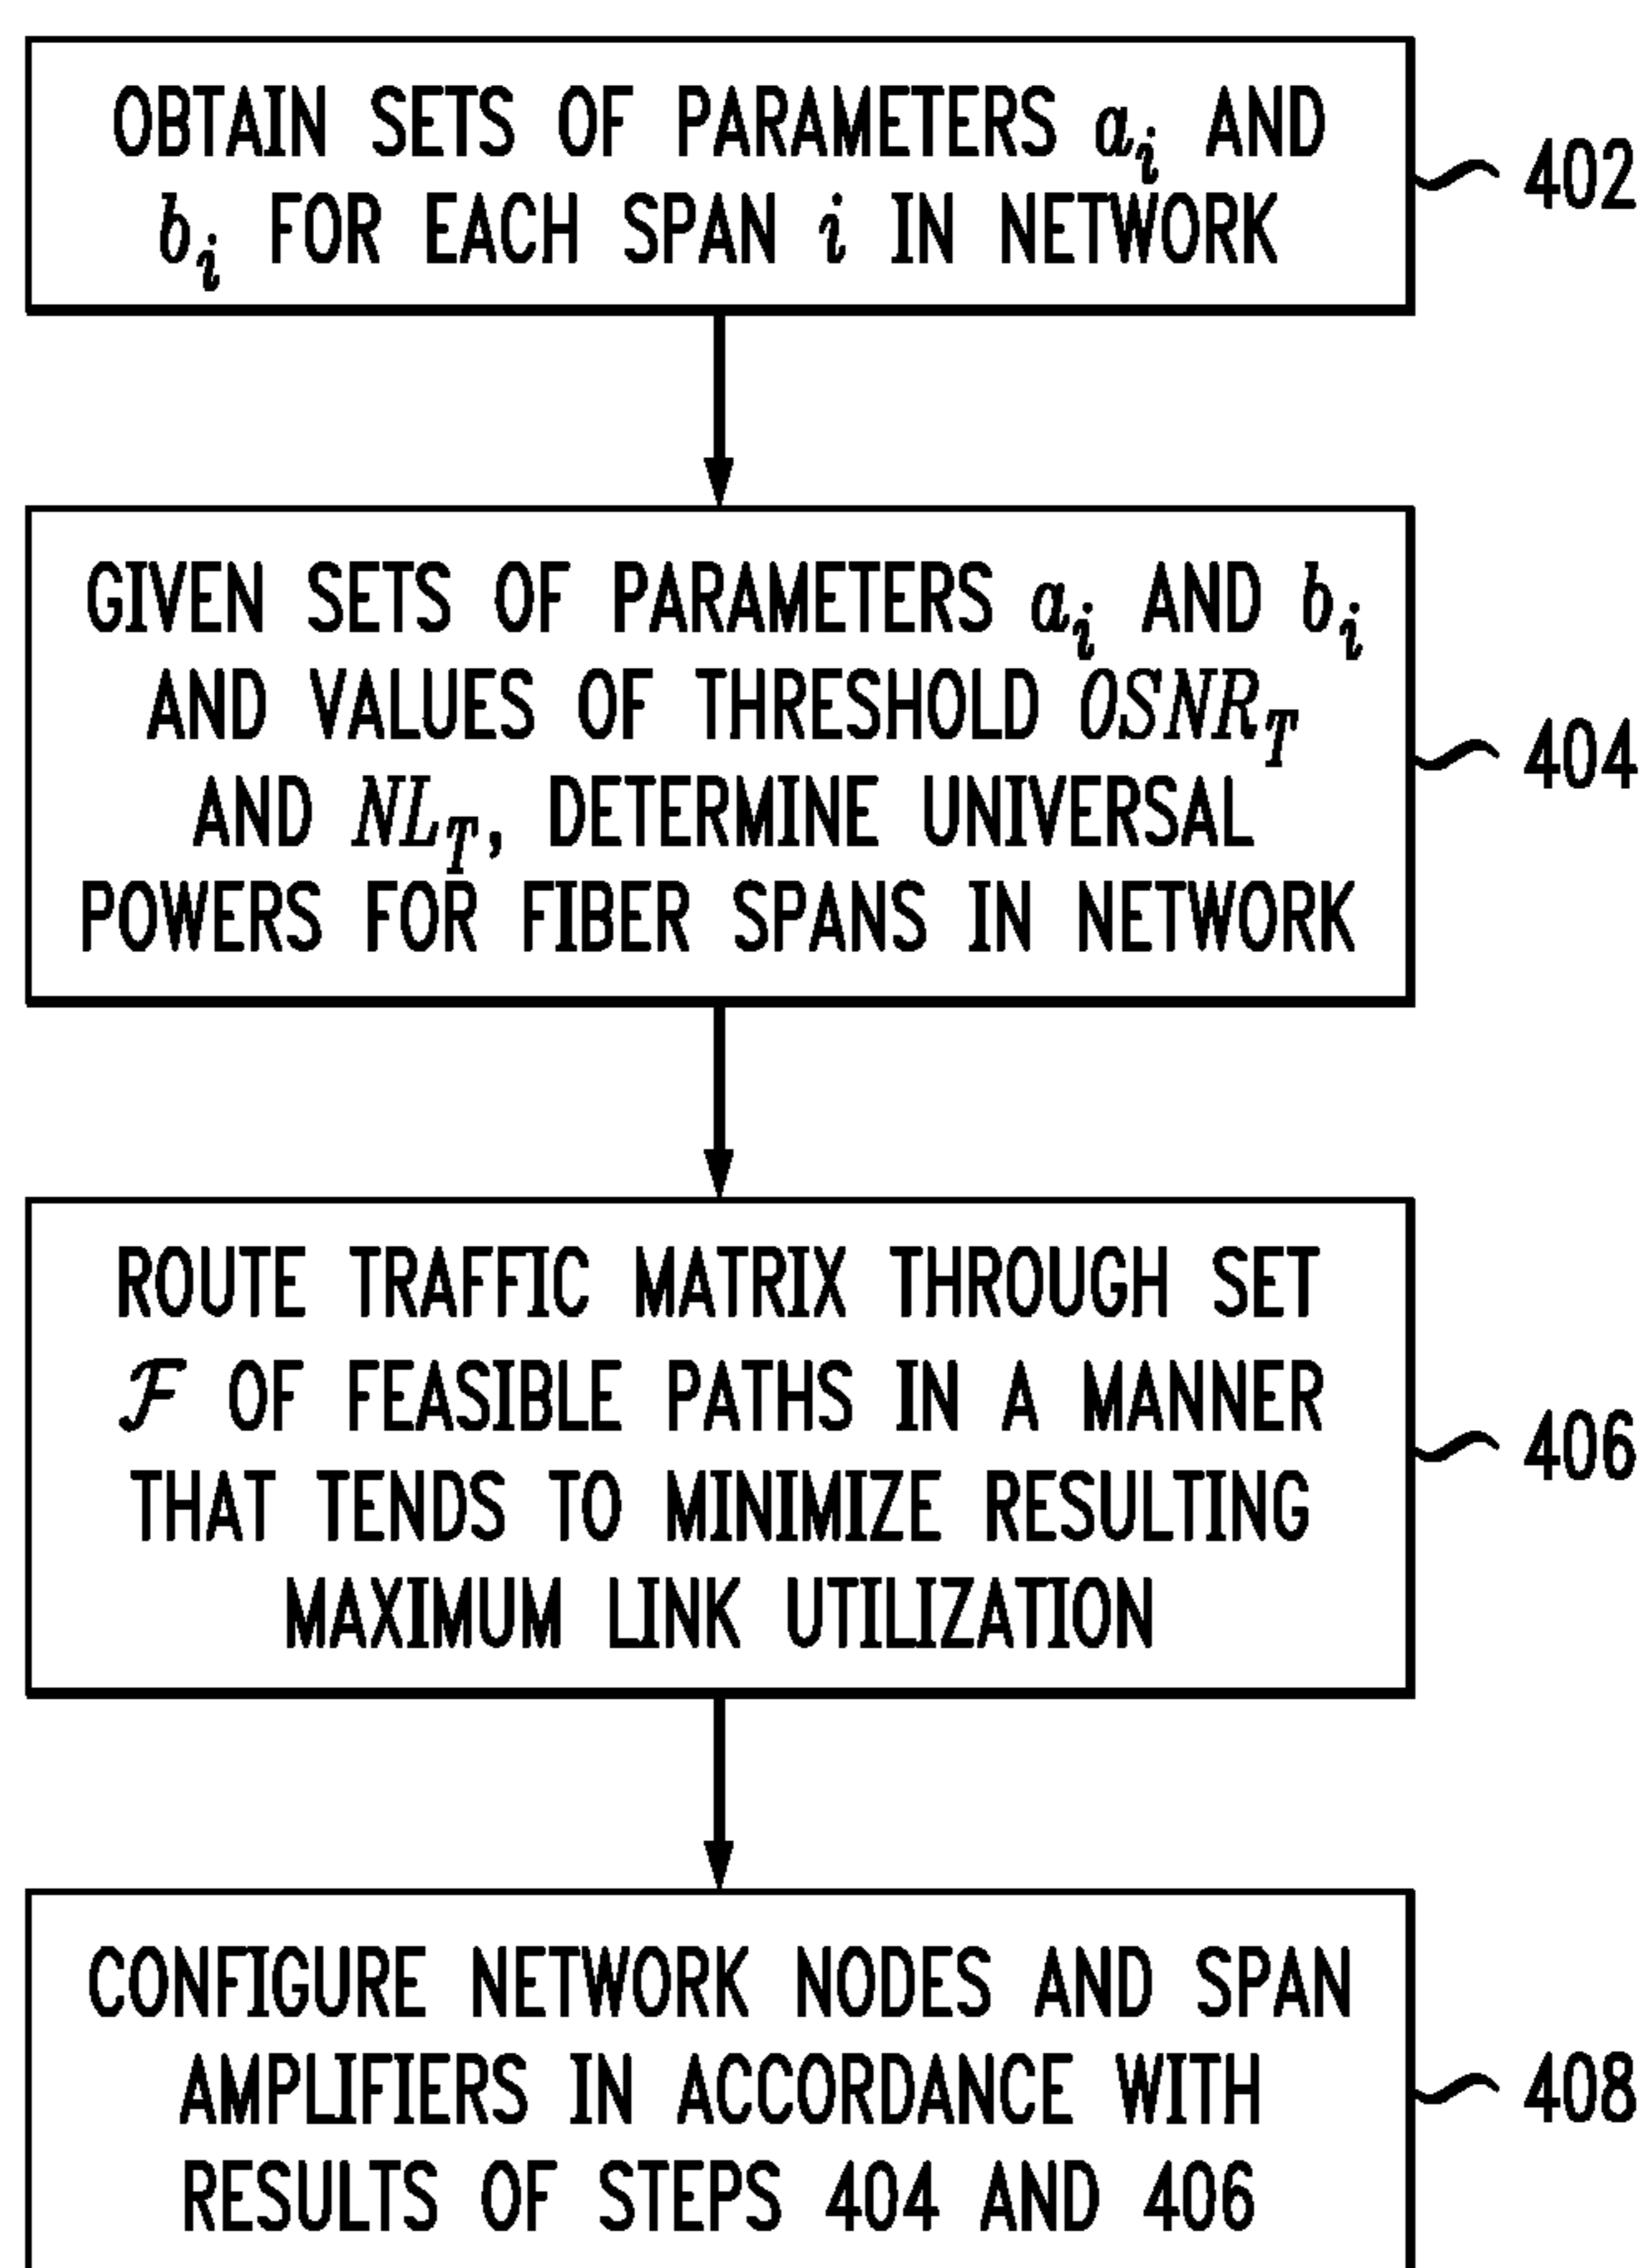 OBTAIN SETS OF PARAMETERS aᵢ AND
bᵢ FOR EACH SPAN i IN NETWORK
402
GIVEN SETS OF PARAMETERS aᵢ AND bᵢ
AND VALUES OF THRESHOLD OSNR_T
AND NL_T, DETERMINE UNIVERSAL
POWERS FOR FIBER SPANS IN NETWORK
404
ROUTE TRAFFIC MATRIX THROUGH SET
ℱ OF FEASIBLE PATHS IN A MANNER
THAT TENDS TO MINIMIZE RESULTING
MAXIMUM LINK UTILIZATION
406
CONFIGURE NETWORK NODES AND SPAN
AMPLIFIERS IN ACCORDANCE WITH
RESULTS OF STEPS 404 AND 406
408